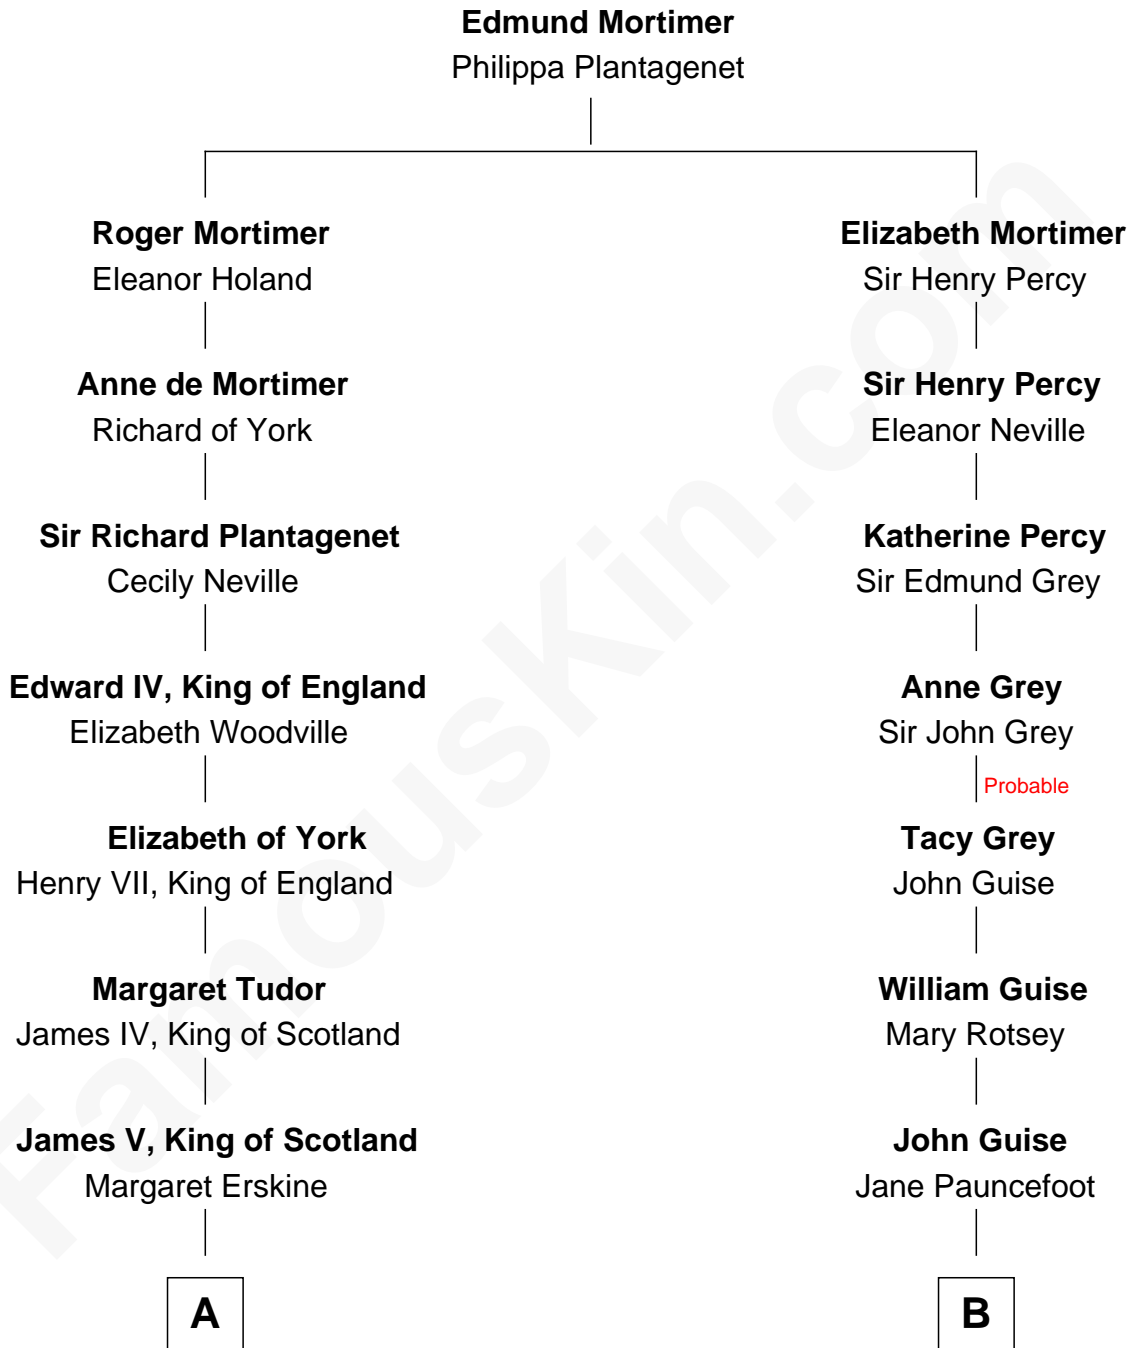 Edmund Mortimer
Philippa Plantagenet
Roger Mortimer
Eleanor Holand
Anne de Mortimer
Richard of York
Sir Richard Plantagenet
Cecily Neville
Edward IV, King of England
Elizabeth Woodville
Elizabeth of York
Henry VII, King of England
Margaret Tudor
James IV, King of Scotland
James V, King of Scotland
Margaret Erskine
A
Elizabeth Mortimer
Sir Henry Percy
Sir Henry Percy
Eleanor Neville
Katherine Percy
Sir Edmund Grey
Anne Grey
Sir John Grey
Probable
Tacy Grey
John Guise
William Guise
Mary Rotsey
John Guise
Jane Pauncefoot
B
FamousKin.com